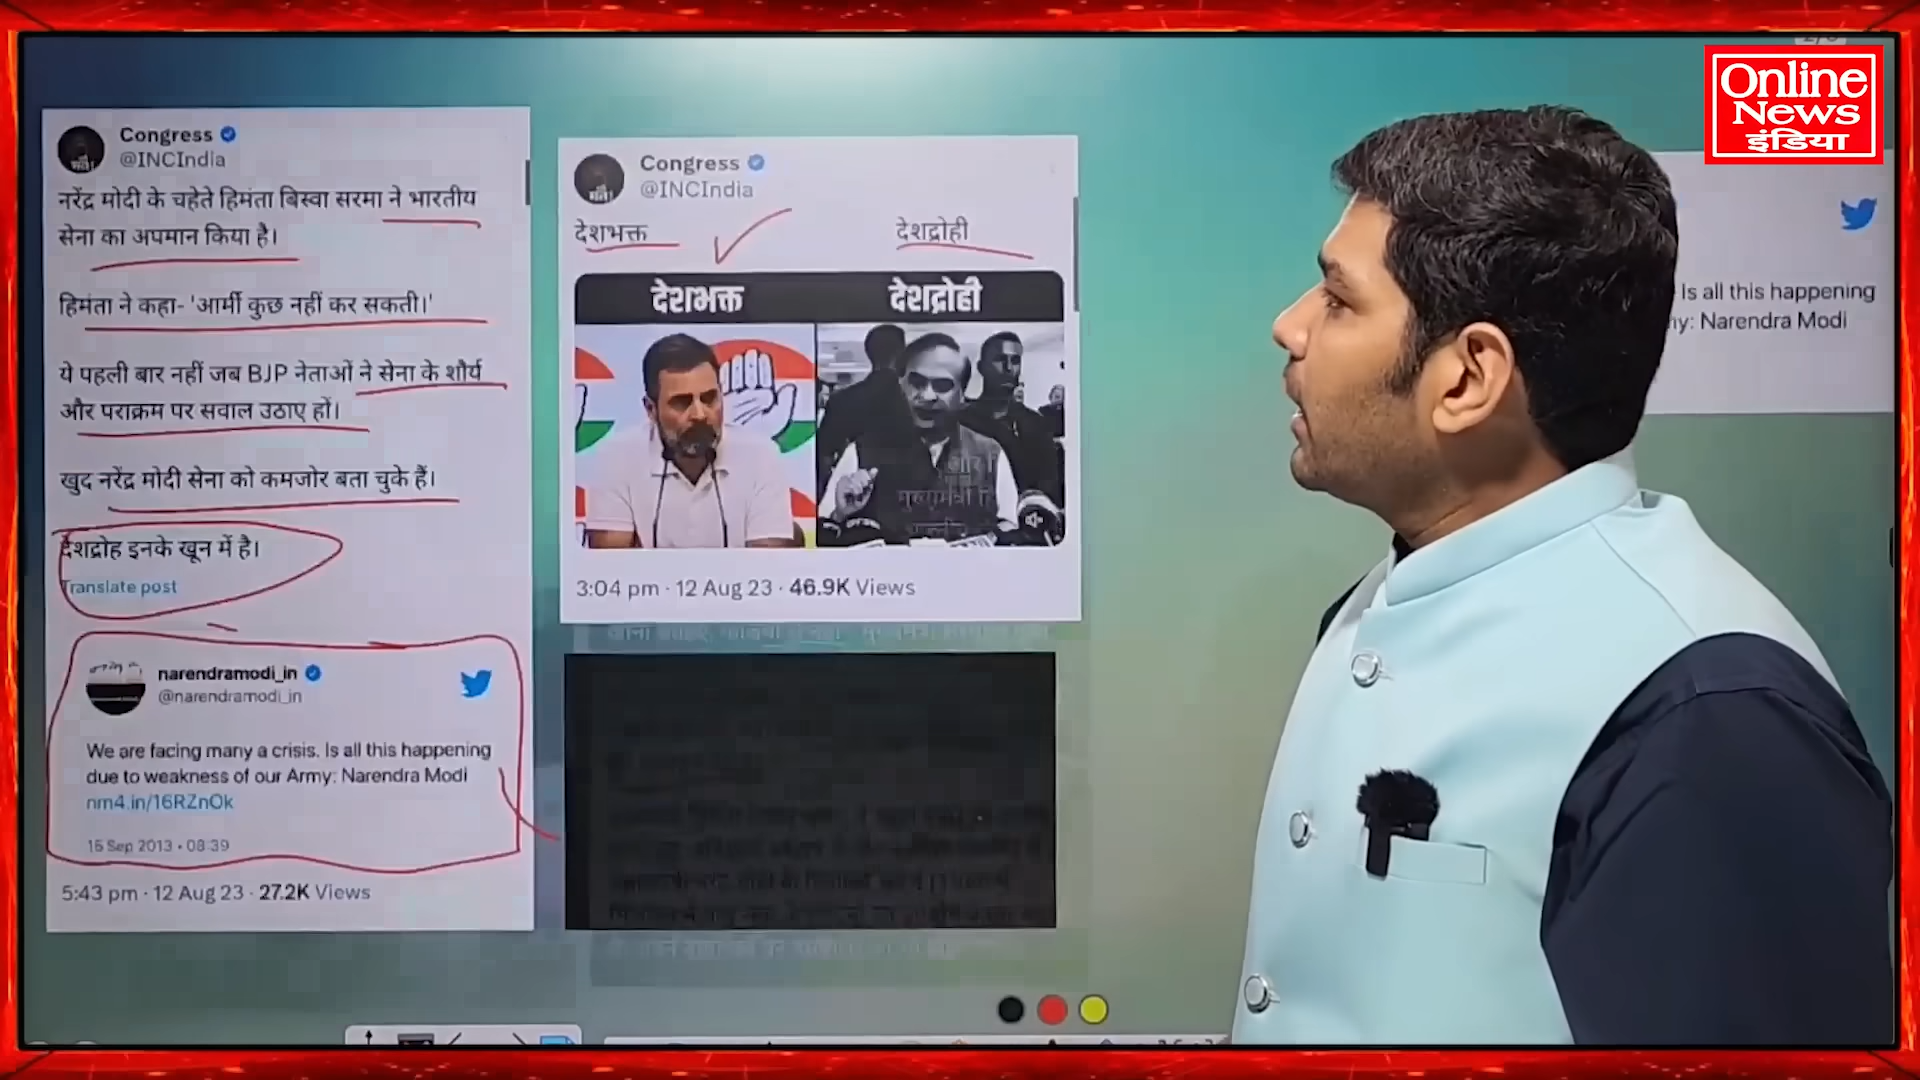 Online
News
इंडिया
Congress
@INCIndia
नरेंद्र मोदी के चहेते हिमंता बिस्वा सरमा ने भारतीय
सेना का अपमान किया है।
हिमंता ने कहा- 'आर्मी कुछ नहीं कर सकती।'
ये पहली बार नहीं जब BJP नेताओं ने सेना के शौर्य
और पराक्रम पर सवाल उठाए हों।
खुद नरेंद्र मोदी सेना को कमजोर बता चुके हैं।
देशद्रोह इनके खून में है।
Translate post
narendramodi_in
@narendramodi_in
We are facing many a crisis. Is all this happening
due to weakness of our Army: Narendra Modi
nm4.in/16RZnOk
15 Sep 2013 • 08:39
5:43 pm · 12 Aug 23 · 27.2K Views
Congress
@INCIndia
देशभक्त देशद्रोही
देशभक्त देशद्रोही
3:04 pm · 12 Aug 23 · 46.9K Views
Is all this happening
ny: Narendra Modi